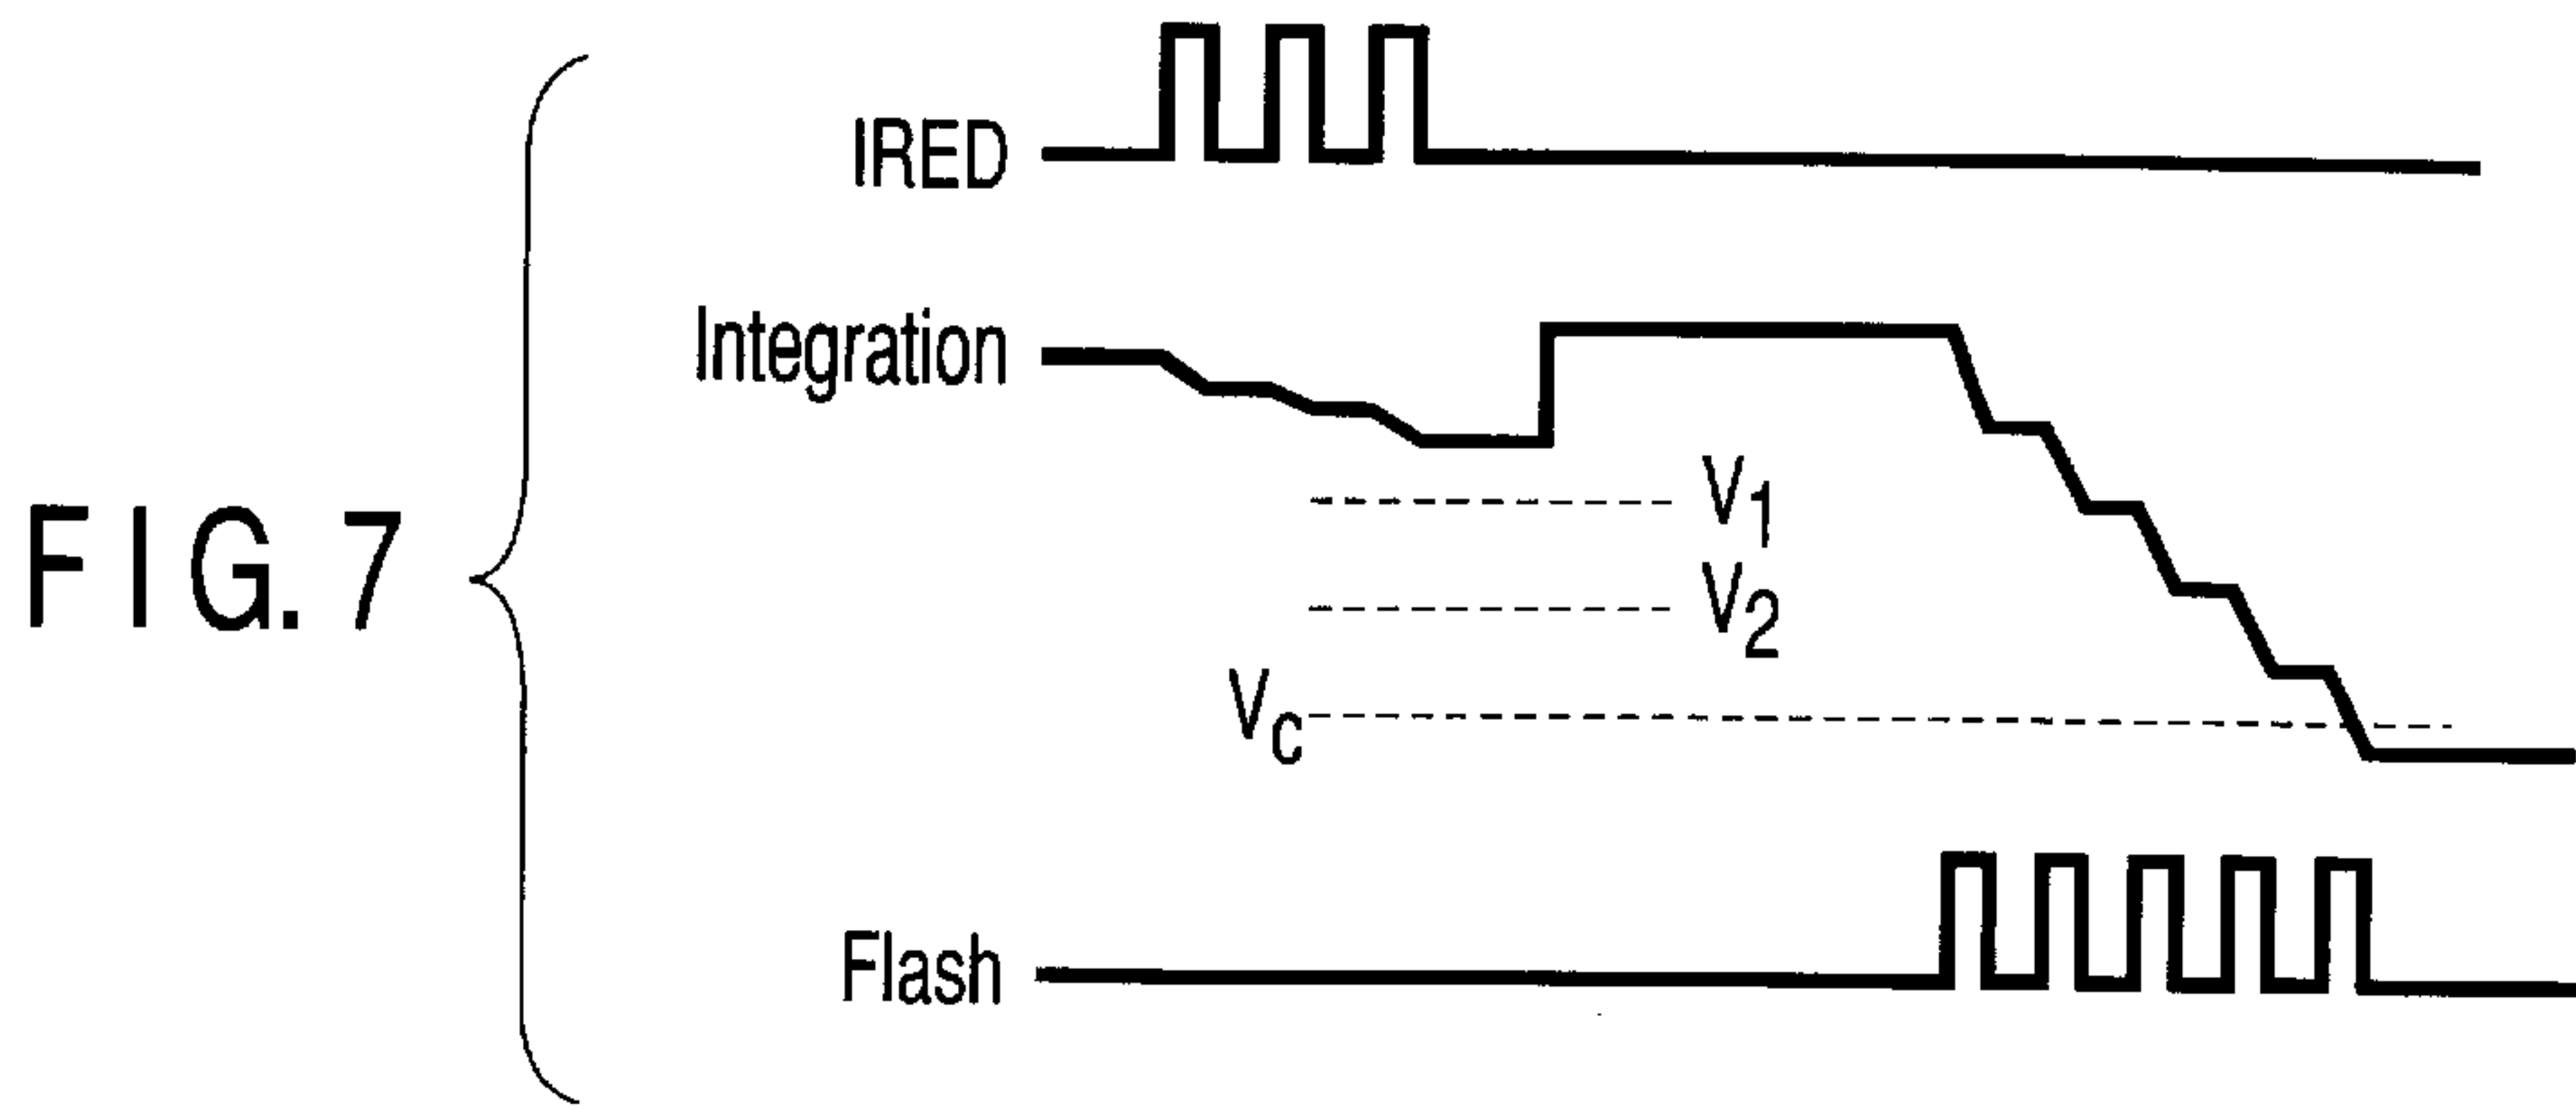 FIG. 7
IRED
Integration
V1
V2
Vc
Flash